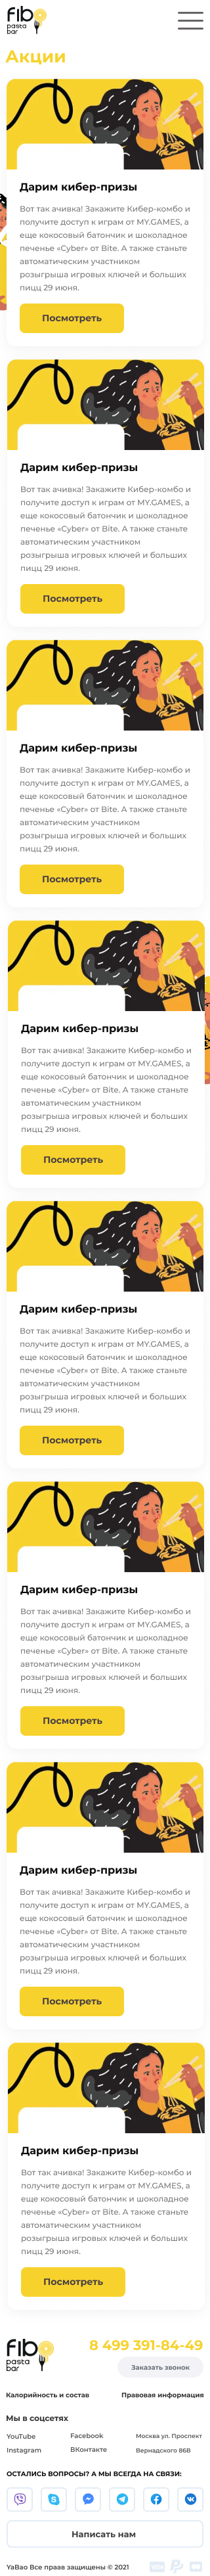 fibo
pasta
bar
Акции
Дарим кибер-призы
Вот так ачивка! Закажите Кибер-комбо и
получите доступ к играм от MY.GAMES, а
еще кокосовый батончик и шоколадное
печенье «Cyber» от Bite. А также станьте
автоматическим участником
розыгрыша игровых ключей и больших
пицц 29 июня.
Посмотреть
Дарим кибер-призы
Вот так ачивка! Закажите Кибер-комбо и
получите доступ к играм от MY.GAMES, а
еще кокосовый батончик и шоколадное
печенье «Cyber» от Bite. А также станьте
автоматическим участником
розыгрыша игровых ключей и больших
пицц 29 июня.
Посмотреть
Дарим кибер-призы
Вот так ачивка! Закажите Кибер-комбо и
получите доступ к играм от MY.GAMES, а
еще кокосовый батончик и шоколадное
печенье «Cyber» от Bite. А также станьте
автоматическим участником
розыгрыша игровых ключей и больших
пицц 29 июня.
Посмотреть
Дарим кибер-призы
Вот так ачивка! Закажите Кибер-комбо и
получите доступ к играм от MY.GAMES, а
еще кокосовый батончик и шоколадное
печенье «Cyber» от Bite. А также станьте
автоматическим участником
розыгрыша игровых ключей и больших
пицц 29 июня.
Посмотреть
Дарим кибер-призы
Вот так ачивка! Закажите Кибер-комбо и
получите доступ к играм от MY.GAMES, а
еще кокосовый батончик и шоколадное
печенье «Cyber» от Bite. А также станьте
автоматическим участником
розыгрыша игровых ключей и больших
пицц 29 июня.
Посмотреть
Дарим кибер-призы
Вот так ачивка! Закажите Кибер-комбо и
получите доступ к играм от MY.GAMES, а
еще кокосовый батончик и шоколадное
печенье «Cyber» от Bite. А также станьте
автоматическим участником
розыгрыша игровых ключей и больших
пицц 29 июня.
Посмотреть
Дарим кибер-призы
Вот так ачивка! Закажите Кибер-комбо и
получите доступ к играм от MY.GAMES, а
еще кокосовый батончик и шоколадное
печенье «Cyber» от Bite. А также станьте
автоматическим участником
розыгрыша игровых ключей и больших
пицц 29 июня.
Посмотреть
Дарим кибер-призы
Вот так ачивка! Закажите Кибер-комбо и
получите доступ к играм от MY.GAMES, а
еще кокосовый батончик и шоколадное
печенье «Cyber» от Bite. А также станьте
автоматическим участником
розыгрыша игровых ключей и больших
пицц 29 июня.
Посмотреть
fibo
pasta
bar
8 499 391-84-49
Заказать звонок
Калорийность и состав
Правовая информация
Мы в соцсетях
YouTube
Facebook
Москва ул. Проспект
Instagram
ВКонтакте
Вернадского 86В
ОСТАЛИСЬ ВОПРОСЫ? А МЫ ВСЕГДА НА СВЯЗИ:
Написать нам
YaBao Все права защищены © 2021